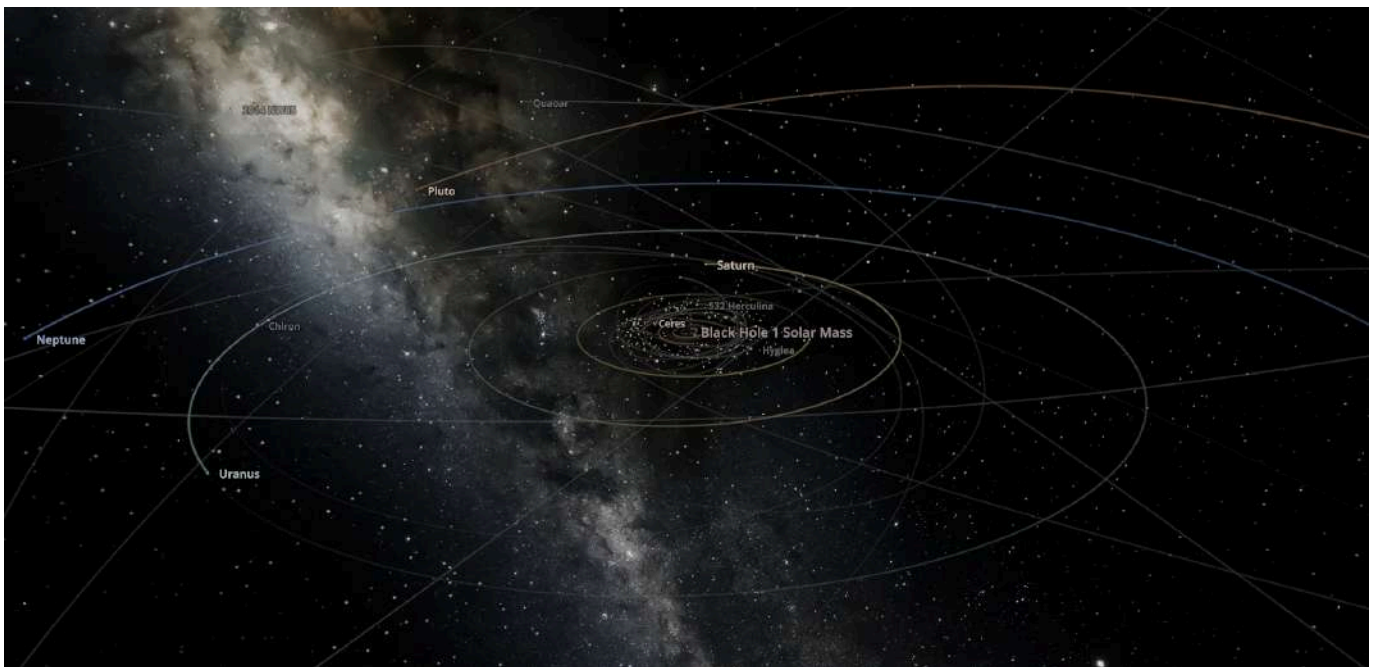 Quaoar
Pluto
Saturn
532 Herculina
Ceres
Black Hole 1 Solar Mass
Chiron
Neptune
Hygiea
Uranus